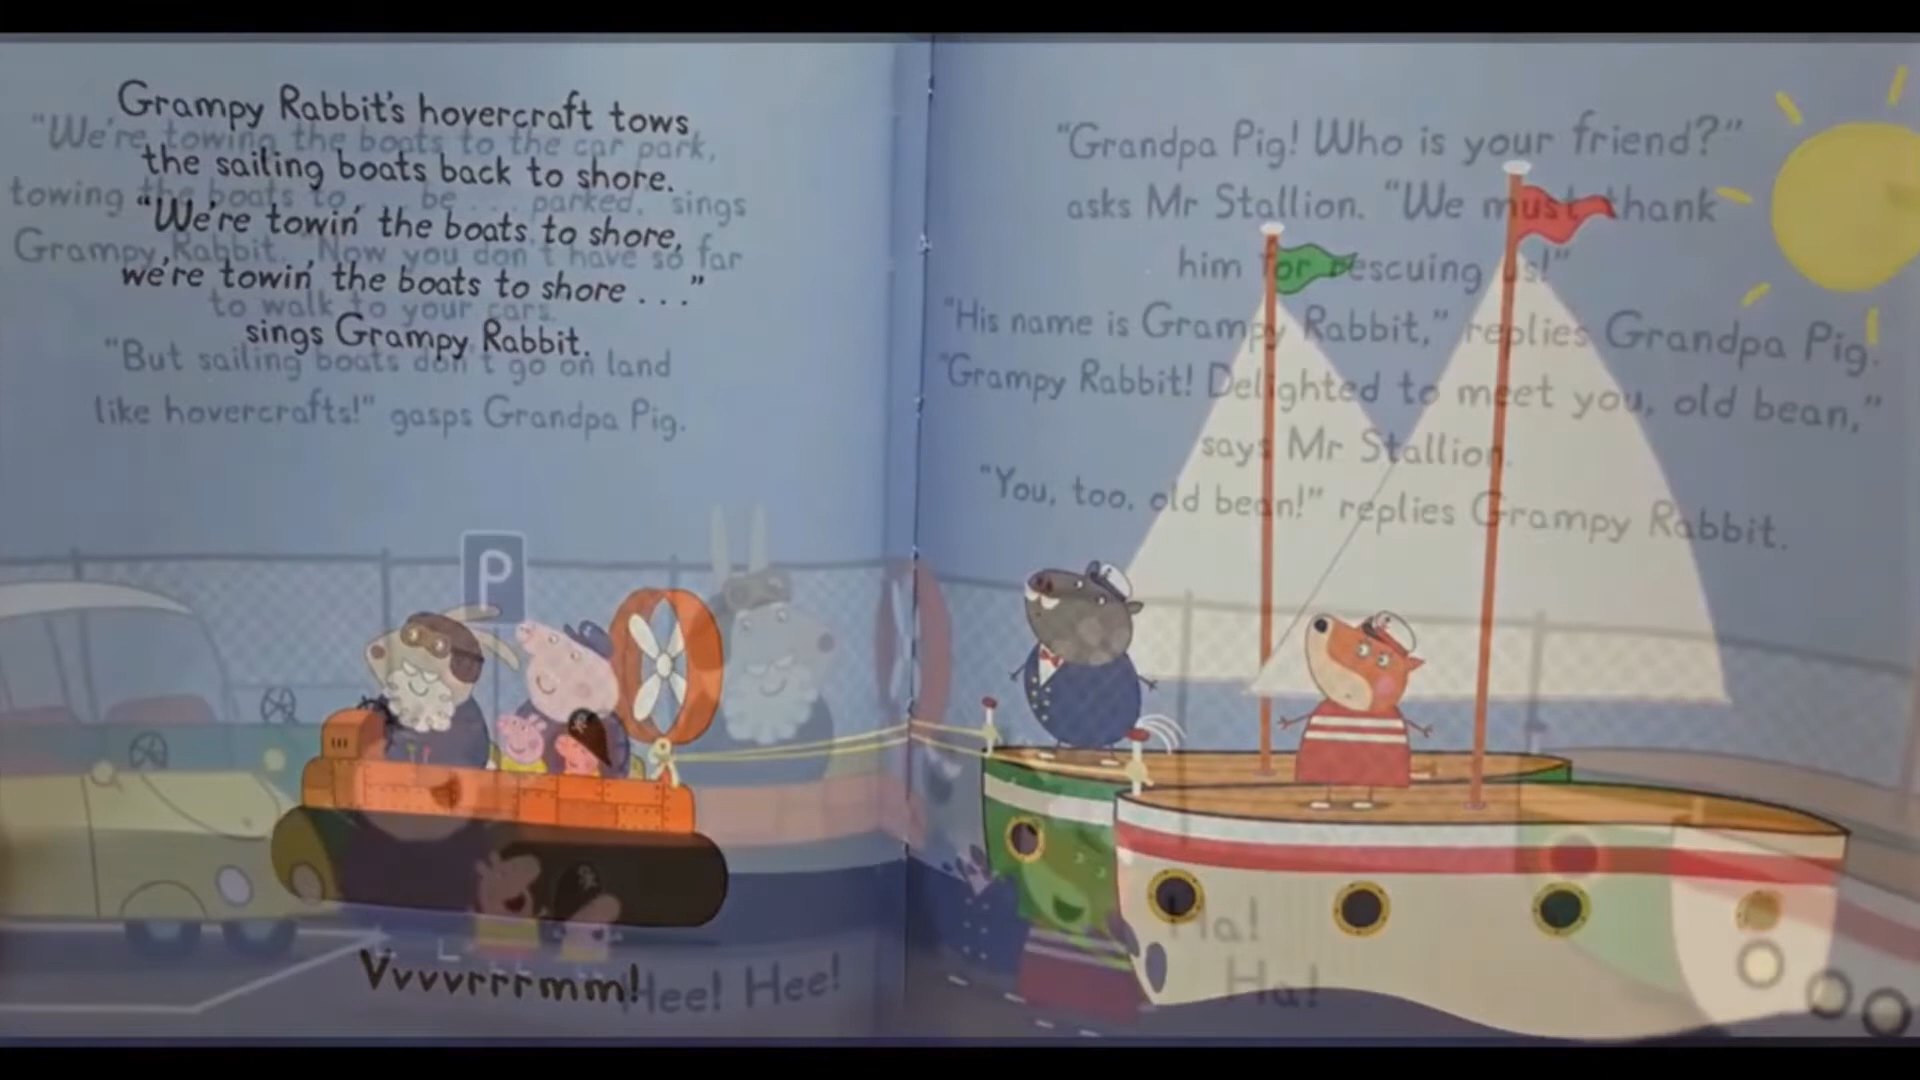 Grampy Rabbit's hovercraft tows
the sailing boats back to shore.
"We're towin' the boats to shore,
we're towin' the boats to shore . . ."
sings Grampy Rabbit.
"We're towing the boats to the car park,
towing the boats to . . . be . . . parked," sings
Grampy Rabbit. "Now you don't have so far
to walk to your cars."
"But sailing boats don't go on land
like hovercrafts!" gasps Grandpa Pig.
P
Vvvvrrrmm!
Hee! Hee!
"Grandpa Pig! Who is your friend?"
asks Mr Stallion. "We must thank
him for rescuing us!"
"His name is Grampy Rabbit," replies Grandpa Pig.
"Grampy Rabbit! Delighted to meet you, old bean,"
says Mr Stallion.
"You, too, old bean!" replies Grampy Rabbit.
Ha!
Ha!